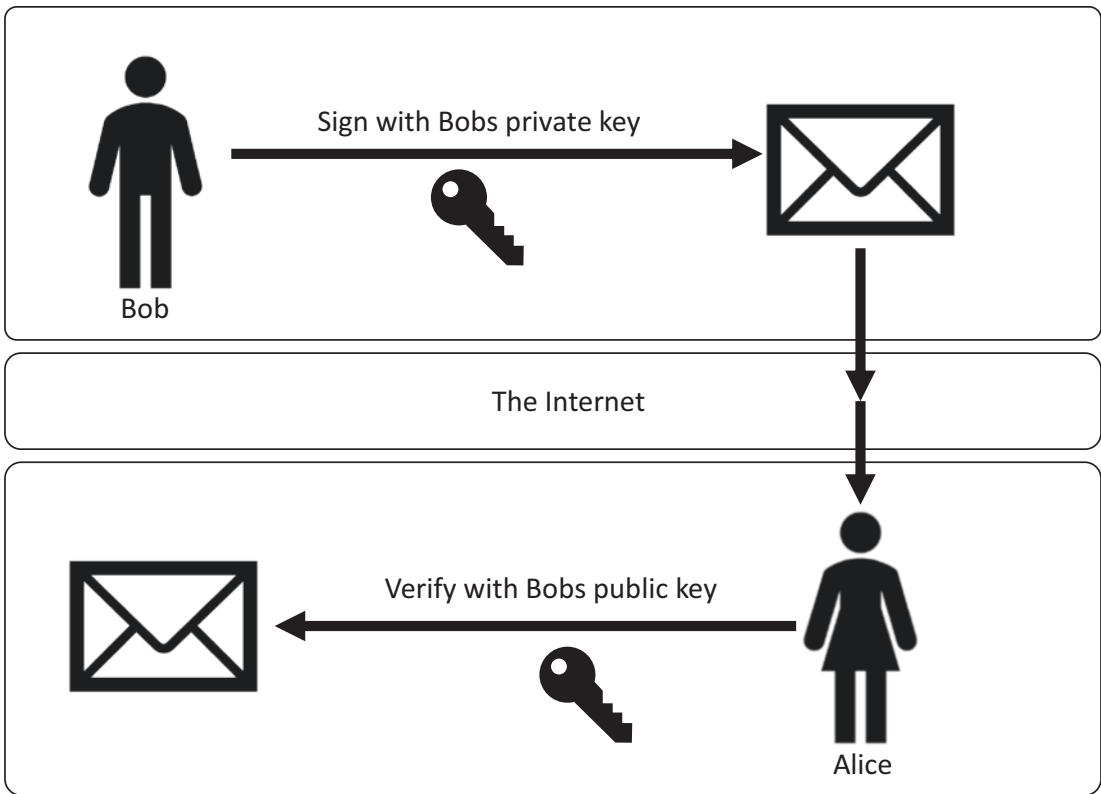 Sign with Bobs private key
Bob
The Internet
Verify with Bobs public key
Alice